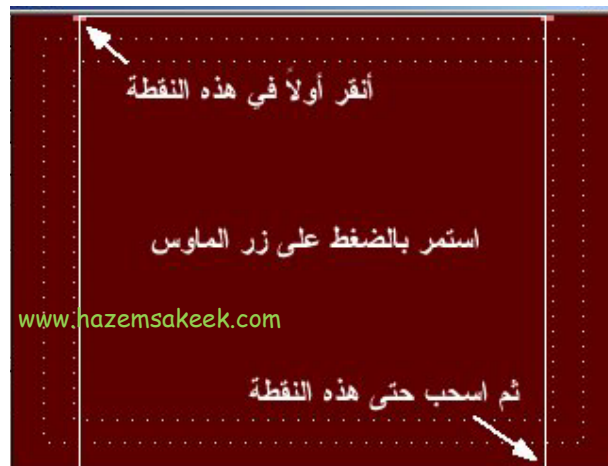 أنقر أولاً في هذه النقطة
استمر بالضغط على زر الماوس
www.hazemsakeek.com
ثم اسحب حتى هذه النقطة